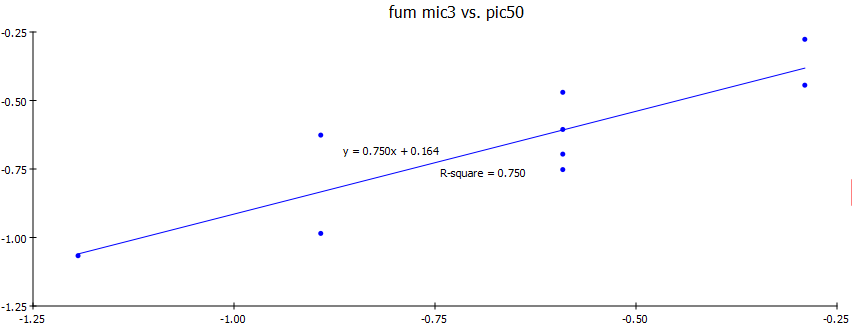 fum mic3 vs. pic50
-0.25
-0.50
y = 0.750x + 0.164
-0.75
R-square = 0.750
-1.00
-1.25
-1.25 -1.00 -0.75 -0.50 -0.25